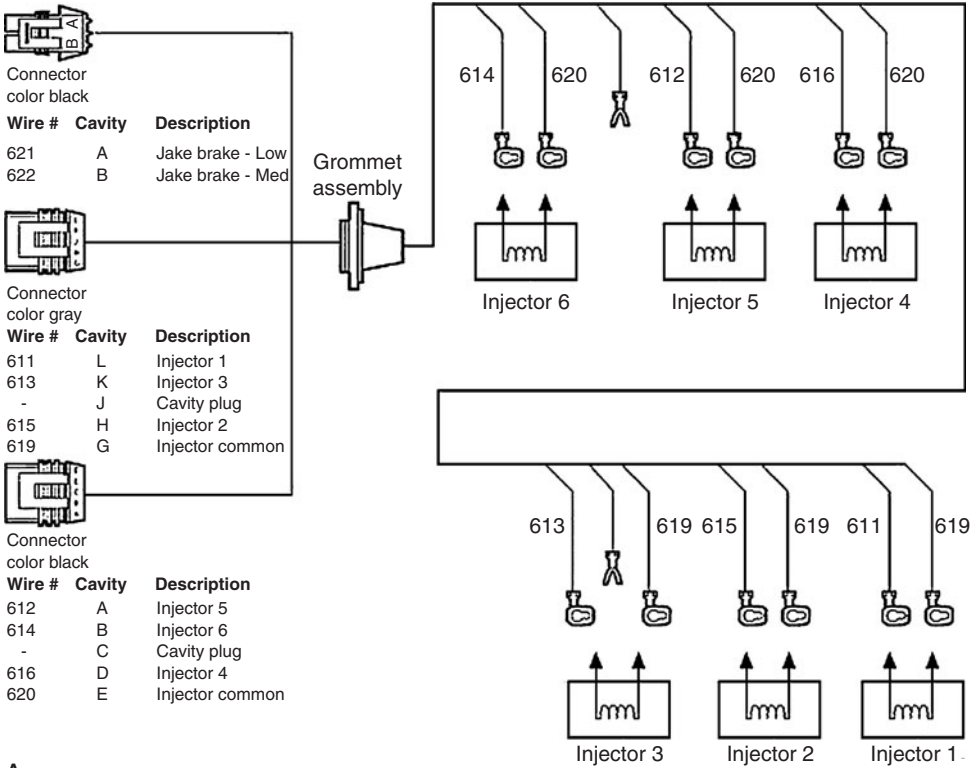 B A
Connector
color black
Wire # Cavity Description
621 A Jake brake - Low
622 B Jake brake - Med
Connector
color gray
Wire # Cavity Description
611 L Injector 1
613 K Injector 3
- J Cavity plug
615 H Injector 2
619 G Injector common
Connector
color black
Wire # Cavity Description
612 A Injector 5
614 B Injector 6
- C Cavity plug
616 D Injector 4
620 E Injector common
A
Grommet
assembly
614 620 612 620 616 620
Injector 6 Injector 5 Injector 4
613 619 615 619 611 619
Injector 3 Injector 2 Injector 1